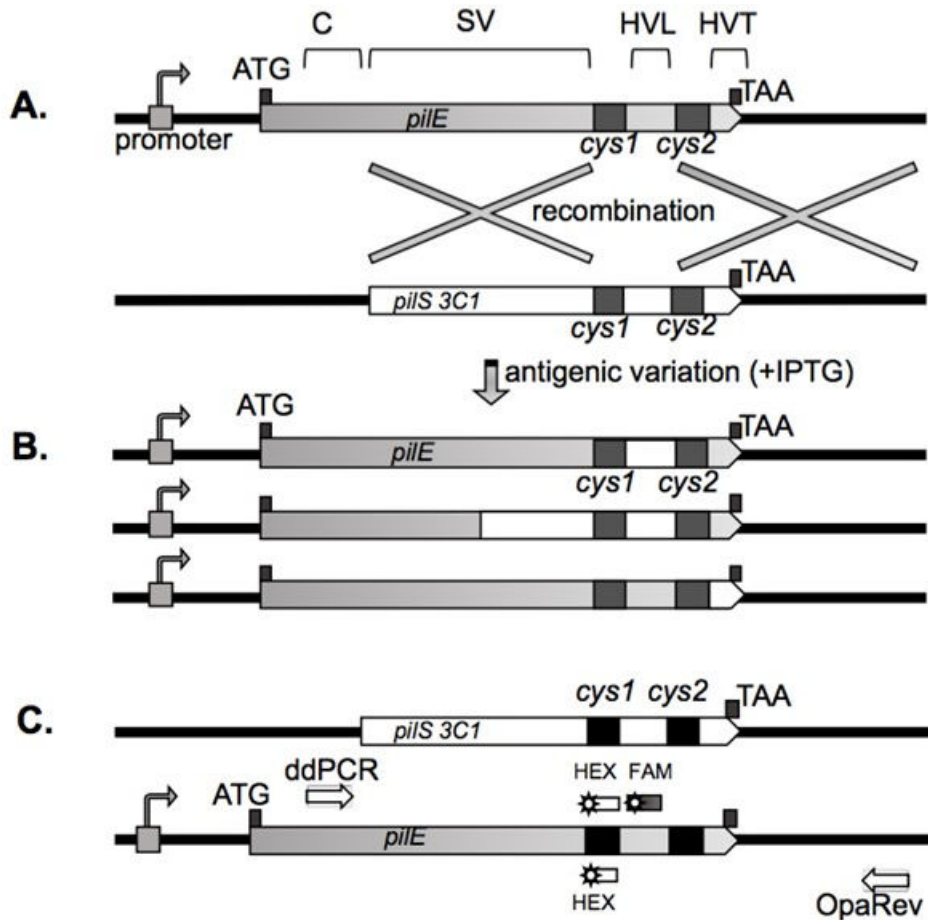 C SV HVL HVT
ATG TAA
A. pilE
promoter cys1 cys2
recombination
TAA
pilS 3C1
cys1 cys2
antigenic variation (+IPTG)
ATG TAA
B. pilE
cys1 cys2
cys1 cys2 TAA
C. pilS 3C1
ddPCR HEX FAM
ATG
pilE
HEX OpaRev